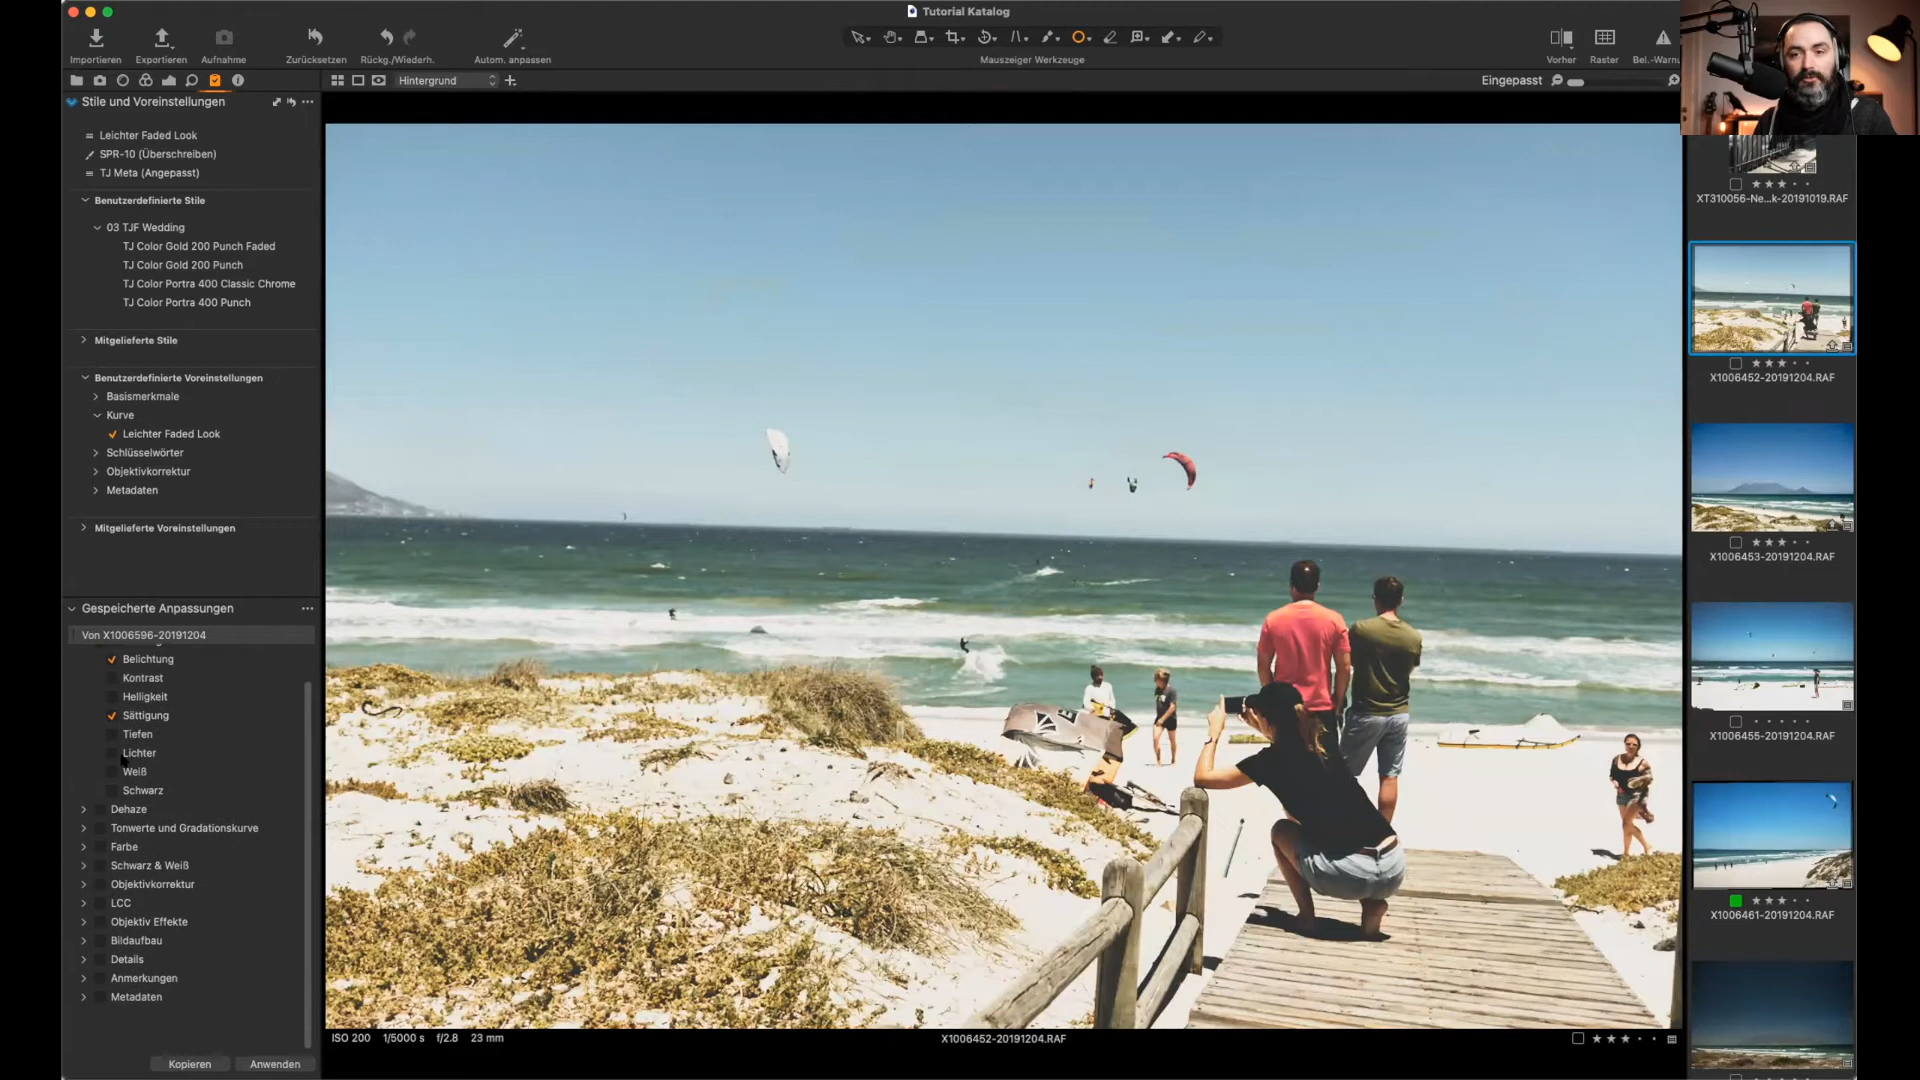 Tutorial Katalog
Importieren
Exportieren
Aufnahme
Zurücksetzen
Rückg./Wiederh.
Autom. anpassen
Mauszeiger Werkzeuge
Vorher
Raster
Bel.-Warnu
Hintergrund
Eingepasst
Stile und Voreinstellungen
Leichter Faded Look
SPR-10 (Überschreiben)
TJ Meta (Angepasst)
Benutzerdefinierte Stile
03 TJF Wedding
TJ Color Gold 200 Punch Faded
TJ Color Gold 200 Punch
TJ Color Portra 400 Classic Chrome
TJ Color Portra 400 Punch
Mitgelieferte Stile
Benutzerdefinierte Voreinstellungen
Basismerkmale
Kurve
Leichter Faded Look
Schlüsselwörter
Objektivkorrektur
Metadaten
Mitgelieferte Voreinstellungen
Gespeicherte Anpassungen
Von X1006596-20191204
Belichtung
Kontrast
Helligkeit
Sättigung
Tiefen
Lichter
Weiß
Schwarz
Dehaze
Tonwerte und Gradationskurve
Farbe
Schwarz & Weiß
Objektivkorrektur
LCC
Objektiv Effekte
Bildaufbau
Details
Anmerkungen
Metadaten
Kopieren
Anwenden
ISO 200 1/5000 s f/2.8 23 mm
X1006452-20191204.RAF
XT310056-Ne...k-20191019.RAF
X1006452-20191204.RAF
X1006453-20191204.RAF
X1006455-20191204.RAF
X1006461-20191204.RAF